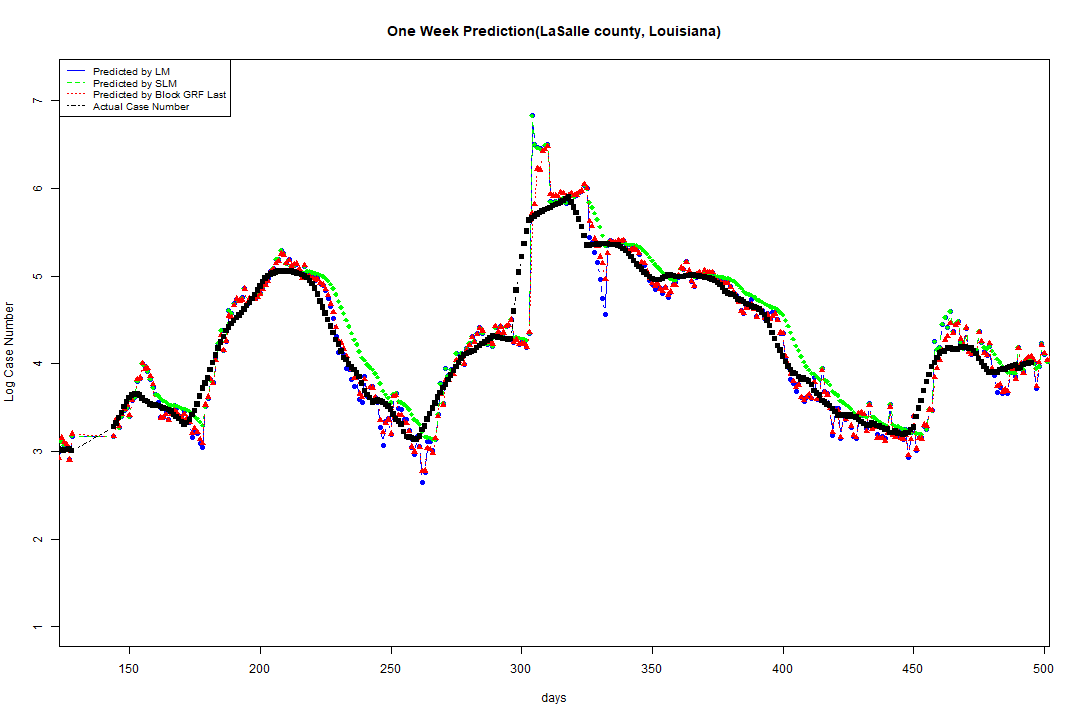 One Week Prediction(LaSalle county, Louisiana)
Predicted by LM
Predicted by SLM
Predicted by Block GRF Last
Actual Case Number
Log Case Number
7
6
5
4
3
2
1
150 200 250 300 350 400 450 500
days